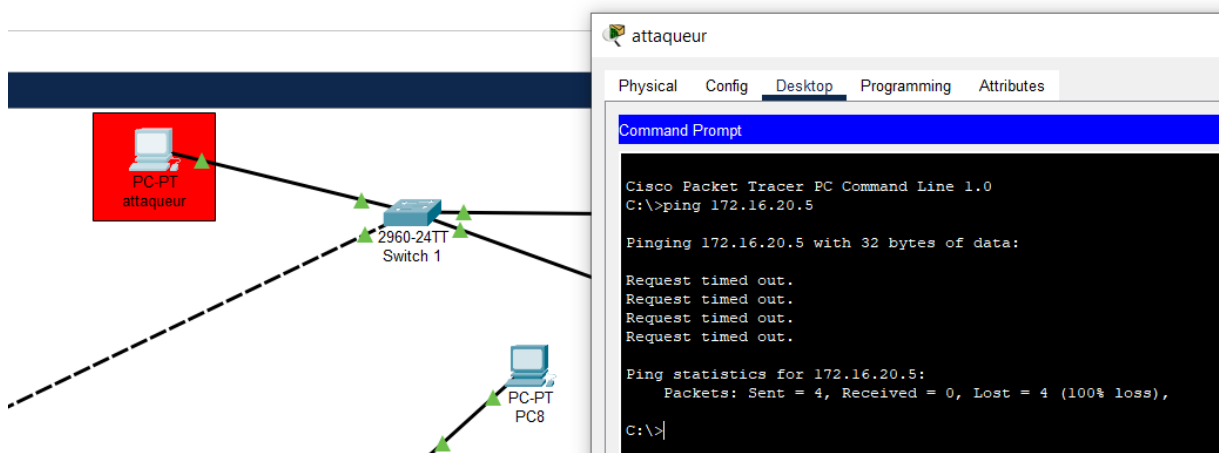 PC-PT
attaqueur
2960-24TT
Switch 1
PC-PT
PC8
attaqueur
Physical Config Desktop Programming Attributes
Command Prompt
Cisco Packet Tracer PC Command Line 1.0
C:\>ping 172.16.20.5
Pinging 172.16.20.5 with 32 bytes of data:
Request timed out.
Request timed out.
Request timed out.
Request timed out.
Ping statistics for 172.16.20.5:
Packets: Sent = 4, Received = 0, Lost = 4 (100% loss),
C:\>